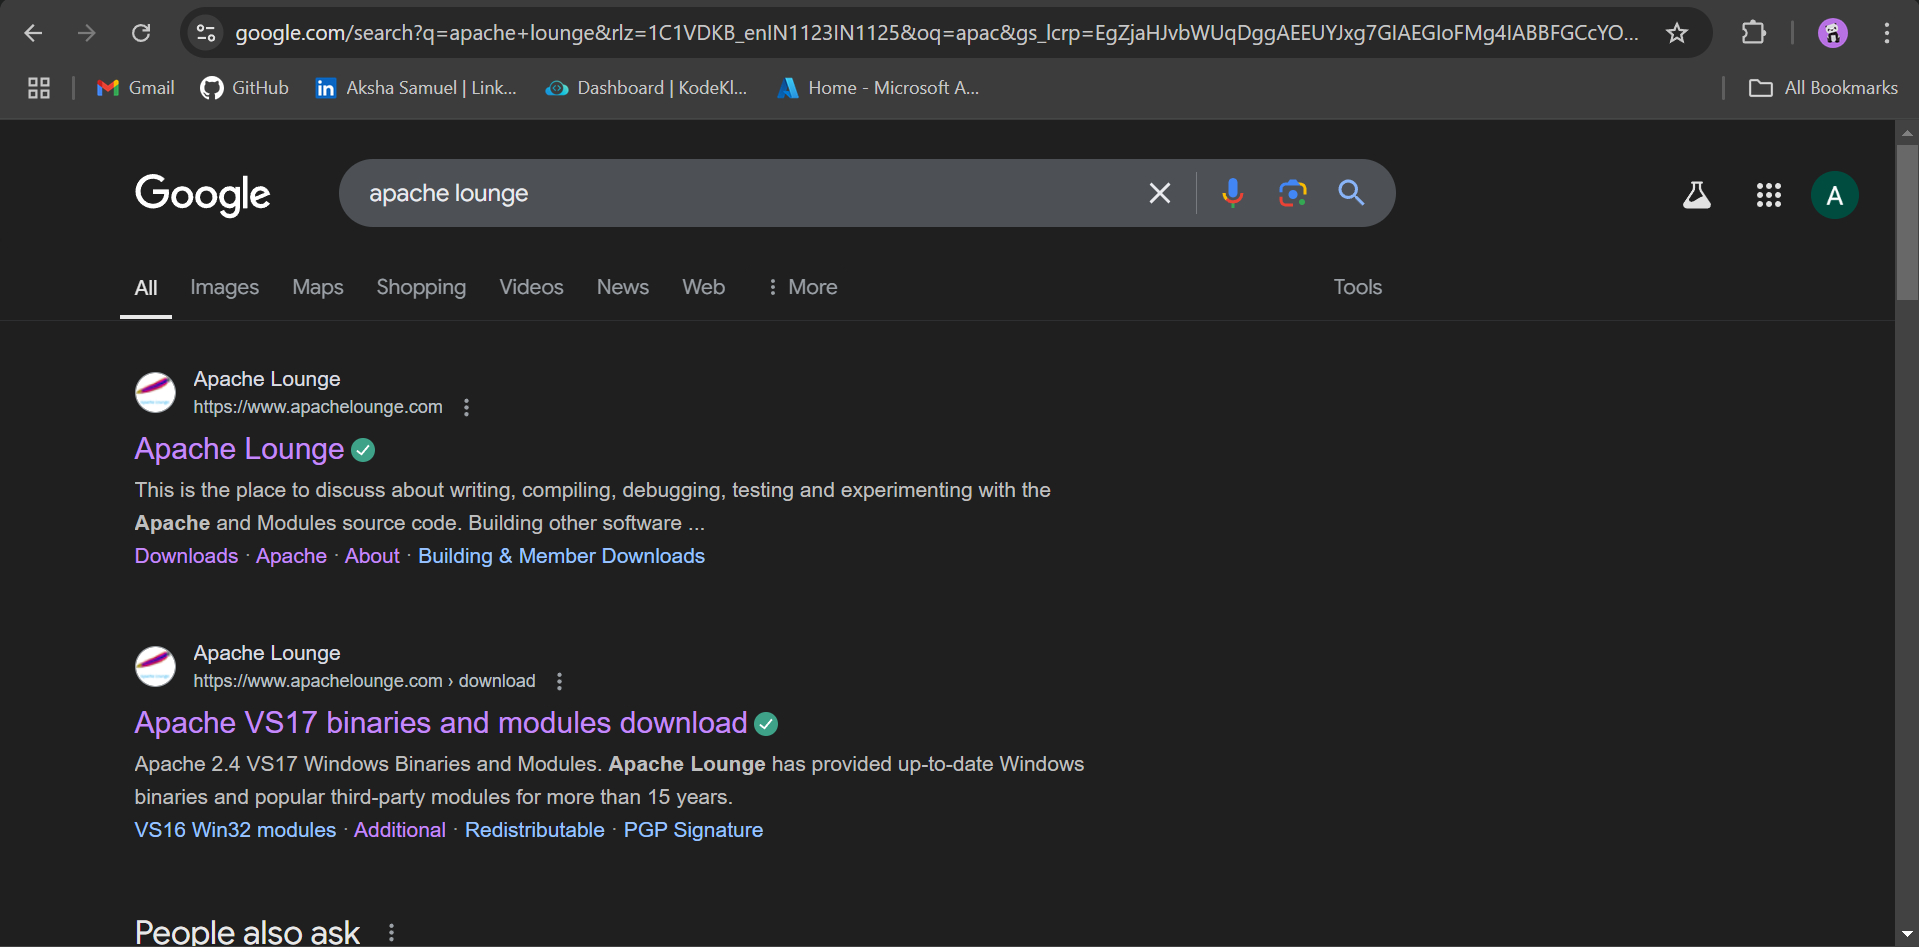 google.com/search?q=apache+lounge&rlz=1C1VDKB_enIN1123IN1125&oq=apac&gs_lcrp=EgZjaHJvbWUqDggAEEUYJxg7GIAEGIoFMg4IABBFGCcYO...
Gmail GitHub Aksha Samuel | Link... Dashboard | KodeKl... Home - Microsoft A... All Bookmarks
Google apache lounge A
All Images Maps Shopping Videos News Web More Tools
Apache Lounge
https://www.apachelounge.com
Apache Lounge
This is the place to discuss about writing, compiling, debugging, testing and experimenting with the
Apache and Modules source code. Building other software ...
Downloads · Apache · About · Building & Member Downloads
Apache Lounge
https://www.apachelounge.com › download
Apache VS17 binaries and modules download
Apache 2.4 VS17 Windows Binaries and Modules. Apache Lounge has provided up-to-date Windows
binaries and popular third-party modules for more than 15 years.
VS16 Win32 modules · Additional · Redistributable · PGP Signature
People also ask